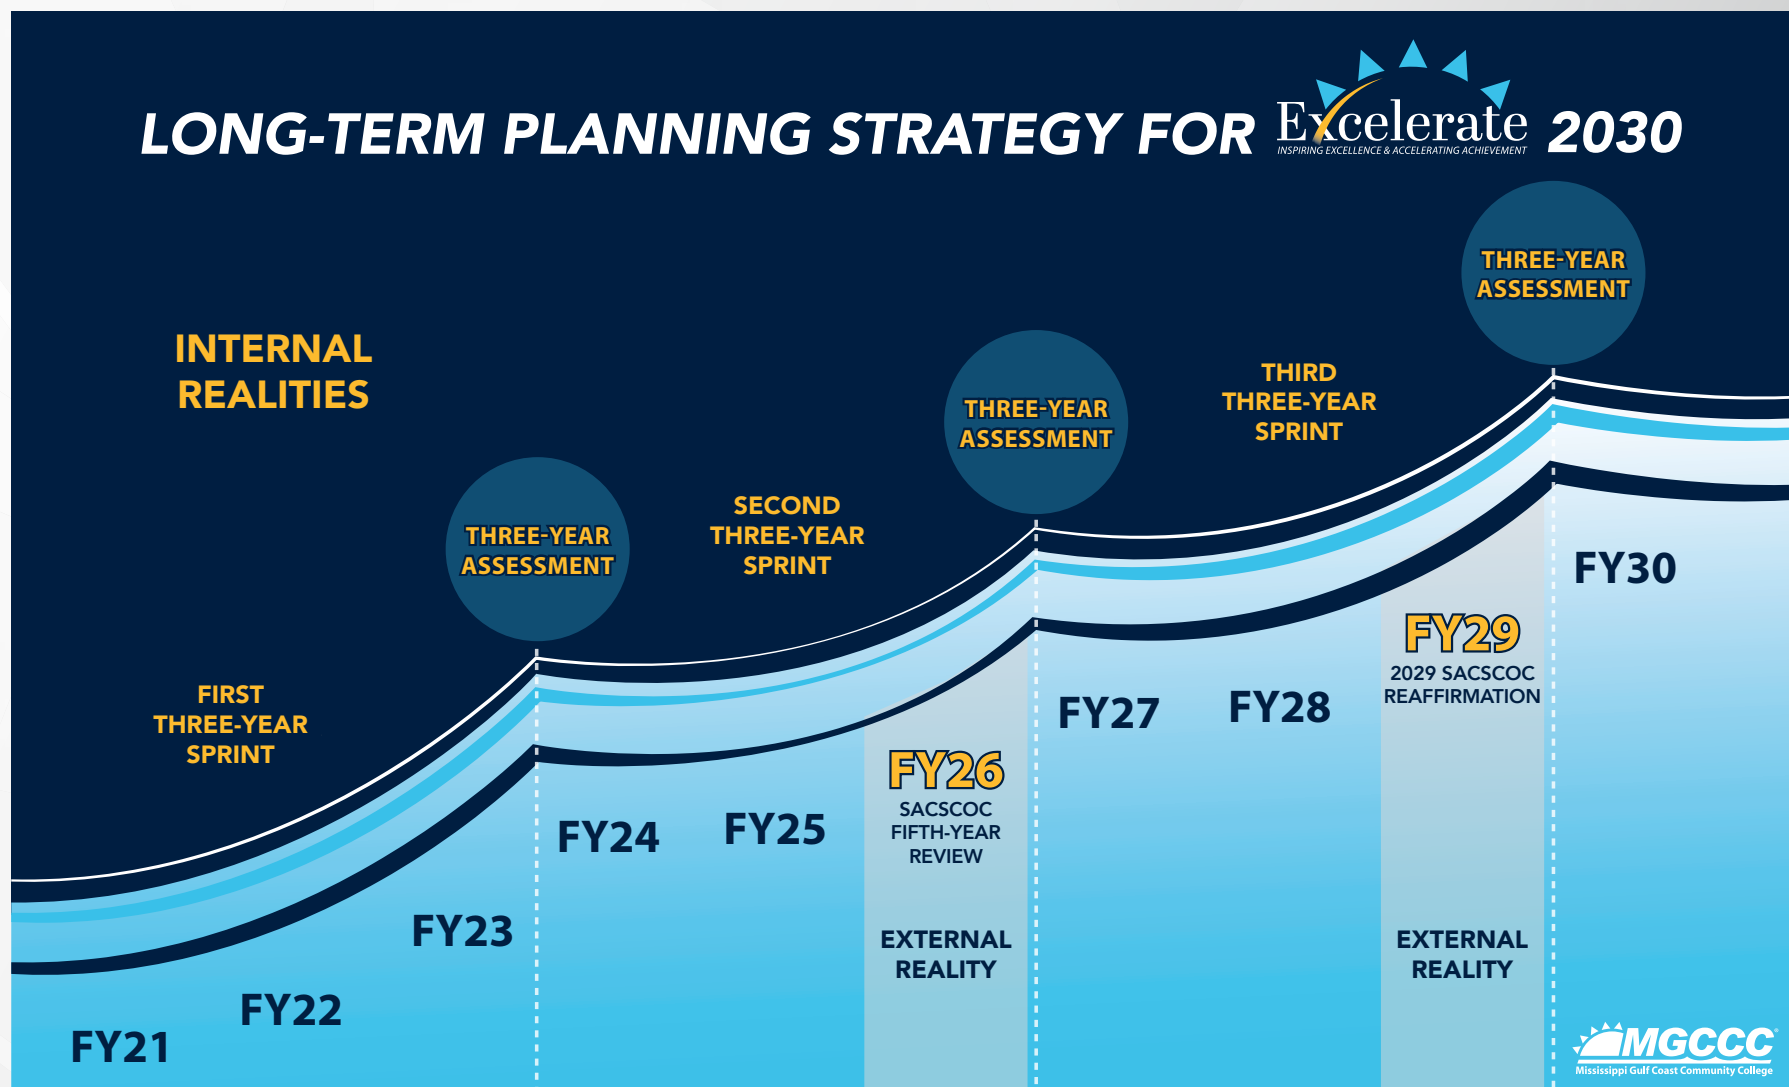 LONG-TERM PLANNING STRATEGY FOR Excelerate 2030
INSPIRING EXCELLENCE & ACCELERATING ACHIEVEMENT
INTERNAL
REALITIES
FIRST
THREE-YEAR
SPRINT
THREE-YEAR
ASSESSMENT
SECOND
THREE-YEAR
SPRINT
THREE-YEAR
ASSESSMENT
THIRD
THREE-YEAR
SPRINT
THREE-YEAR
ASSESSMENT
FY21
FY22
FY23
FY24
FY25
FY26
SACSCOC
FIFTH-YEAR
REVIEW
EXTERNAL
REALITY
FY27
FY28
FY29
2029 SACSCOC
REAFFIRMATION
EXTERNAL
REALITY
FY30
MGCCC
Mississippi Gulf Coast Community College